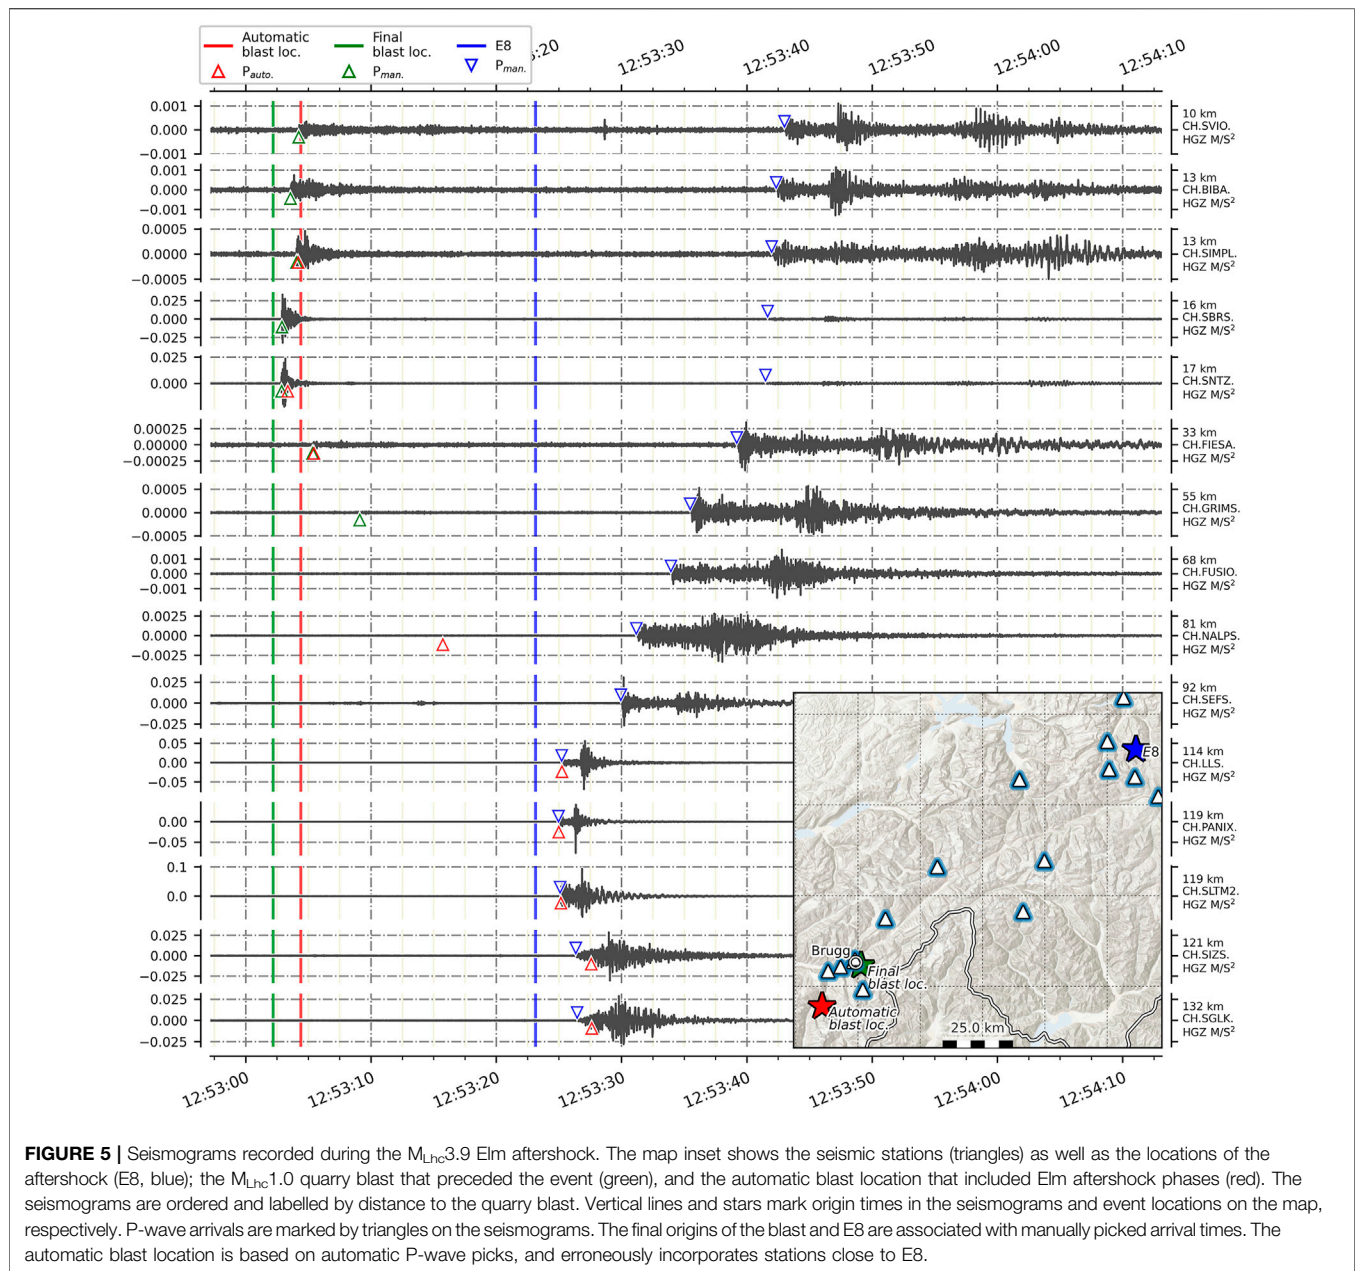 Automatic
blast loc.
Final
blast loc.
E8
Pauto.
Pman.
Pman.
:20
12:53:30
12:53:40
12:53:50
12:54:00
12:54:10
0.001
0.000
−0.001
10 km
CH.SVIO.
HGZ M/S²
0.001
0.000
−0.001
13 km
CH.BIBA.
HGZ M/S²
0.0005
0.0000
−0.0005
13 km
CH.SIMPL.
HGZ M/S²
0.025
0.000
−0.025
16 km
CH.SBRS.
HGZ M/S²
0.025
0.000
17 km
CH.SNTZ.
HGZ M/S²
0.00025
0.00000
−0.00025
33 km
CH.FIESA.
HGZ M/S²
0.0005
0.0000
−0.0005
55 km
CH.GRIMS.
HGZ M/S²
0.001
0.000
−0.001
68 km
CH.FUSIO.
HGZ M/S²
0.0025
0.0000
−0.0025
81 km
CH.NALPS.
HGZ M/S²
0.025
0.000
−0.025
92 km
CH.SEFS.
HGZ M/S²
0.05
0.00
−0.05
114 km
CH.LLS.
HGZ M/S²
0.00
−0.05
119 km
CH.PANIX.
HGZ M/S²
0.1
0.0
119 km
CH.SLTM2.
HGZ M/S²
0.025
0.000
−0.025
121 km
CH.SIZS.
HGZ M/S²
0.025
0.000
−0.025
132 km
CH.SGLK.
HGZ M/S²
E8
Brugg
Final
blast loc.
Automatic
blast loc.
25.0 km
12:53:00
12:53:10
12:53:20
12:53:30
12:53:40
12:53:50
12:54:00
12:54:10
FIGURE 5 | Seismograms recorded during the MLhc3.9 Elm aftershock. The map inset shows the seismic stations (triangles) as well as the locations of the
aftershock (E8, blue); the MLhc1.0 quarry blast that preceded the event (green), and the automatic blast location that included Elm aftershock phases (red). The
seismograms are ordered and labelled by distance to the quarry blast. Vertical lines and stars mark origin times in the seismograms and event locations on the map,
respectively. P-wave arrivals are marked by triangles on the seismograms. The final origins of the blast and E8 are associated with manually picked arrival times. The
automatic blast location is based on automatic P-wave picks, and erroneously incorporates stations close to E8.